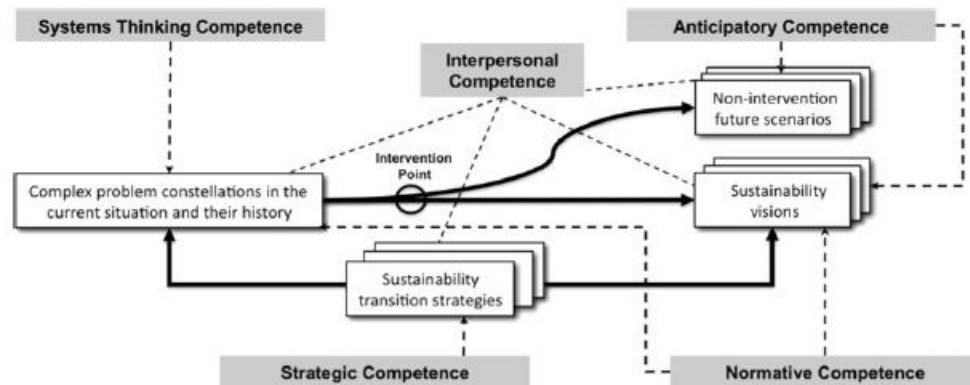 Systems Thinking Competence
Anticipatory Competence
Interpersonal
Competence
Non-intervention
future scenarios
Intervention
Point
Complex problem constellations in the
current situation and their history
Sustainability
visions
Sustainability
transition strategies
Strategic Competence
Normative Competence